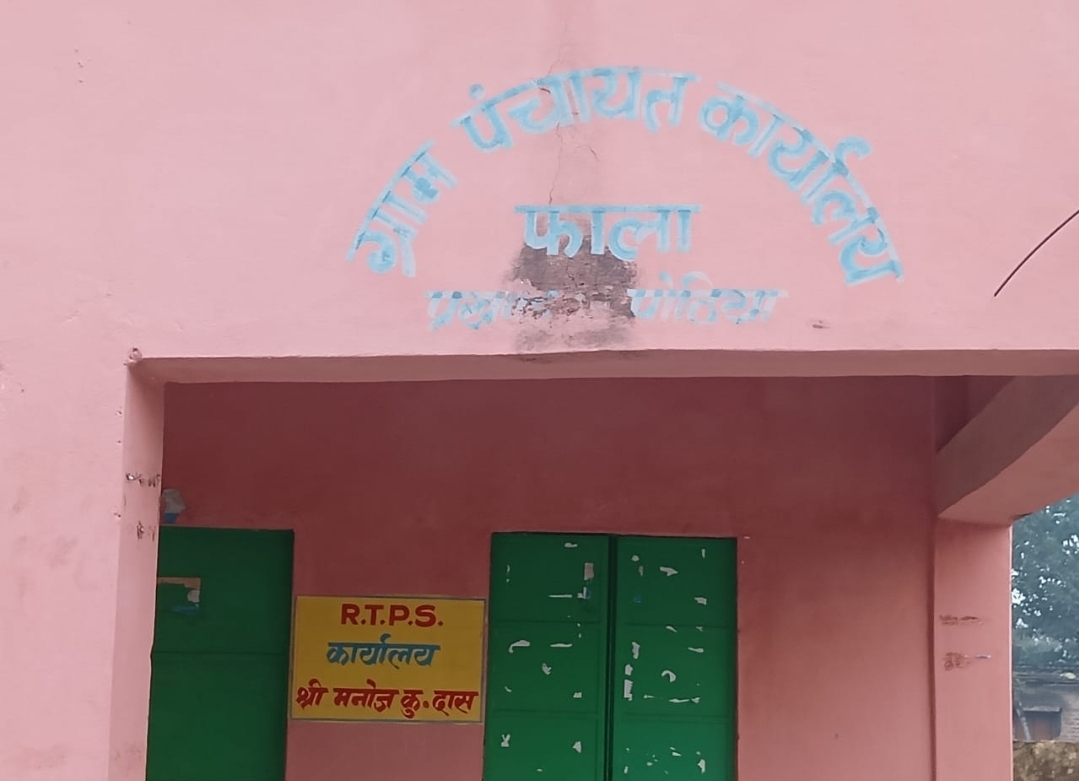 ग्राम पंचायत कार्यालय
फाला
पोठिया
R.T.P.S.
कार्यालय
श्री मनोज कु. दास